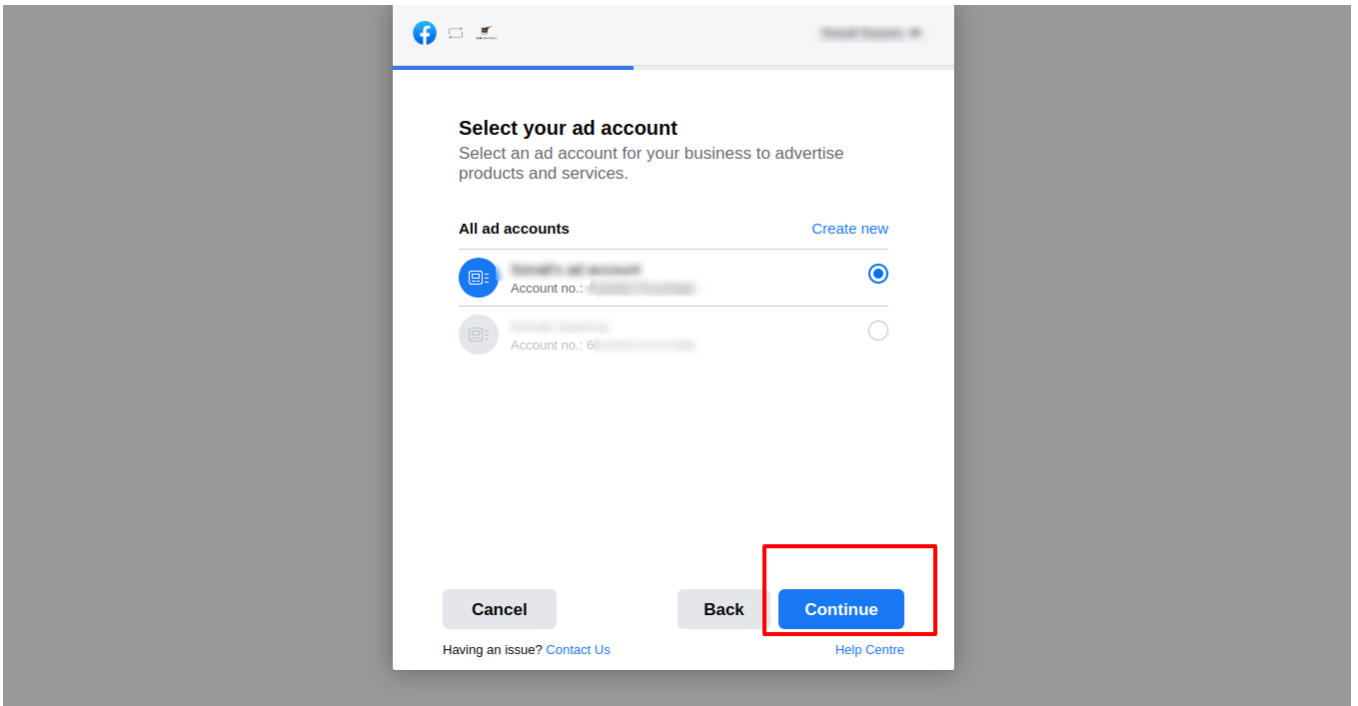 Select your ad account
Select an ad account for your business to advertise
products and services.
All ad accounts
Create new
Account no.:
Account no.:
Cancel
Back
Continue
Having an issue? Contact Us
Help Centre